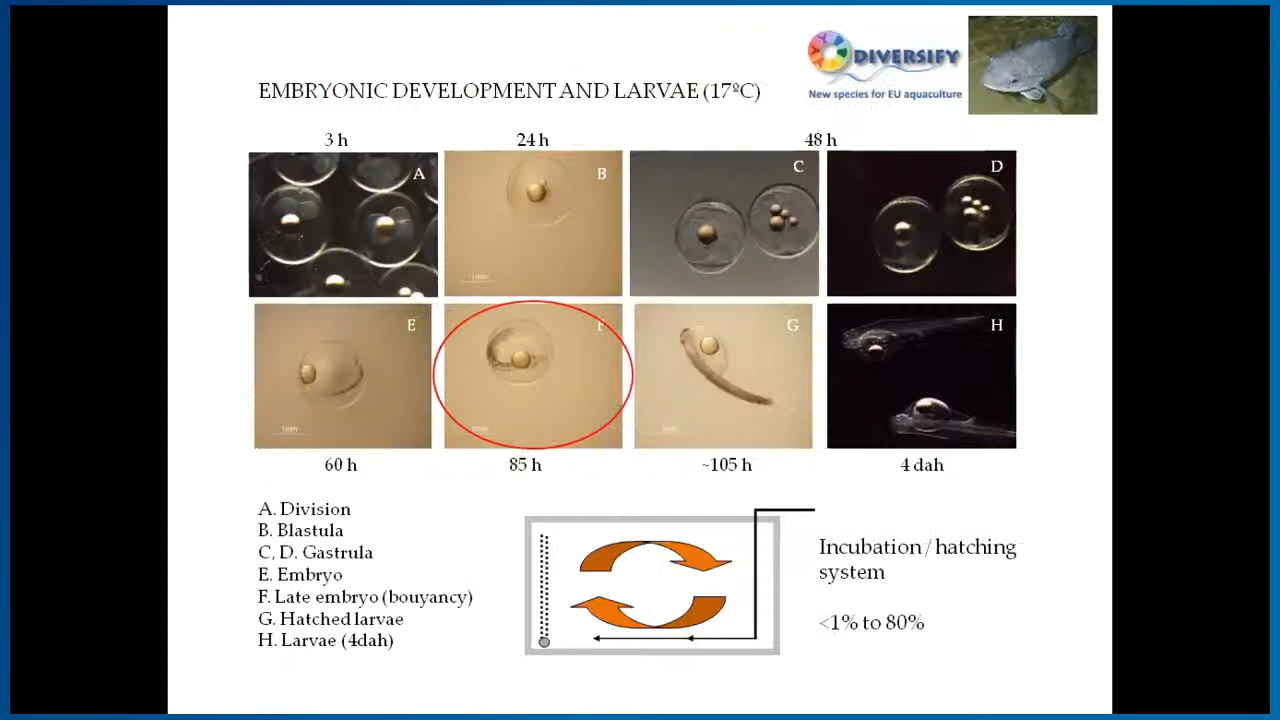 DIVERSIFY
New species for EU aquaculture
EMBRYONIC DEVELOPMENT AND LARVAE (17ºC)
3 h
24 h
48 h
A
B
C
D
E
F
G
H
60 h
85 h
~105 h
4 dah
A. Division
B. Blastula
C, D. Gastrula
E. Embryo
F. Late embryo (bouyancy)
G. Hatched larvae
H. Larvae (4dah)
Incubation / hatching
system
<1% to 80%